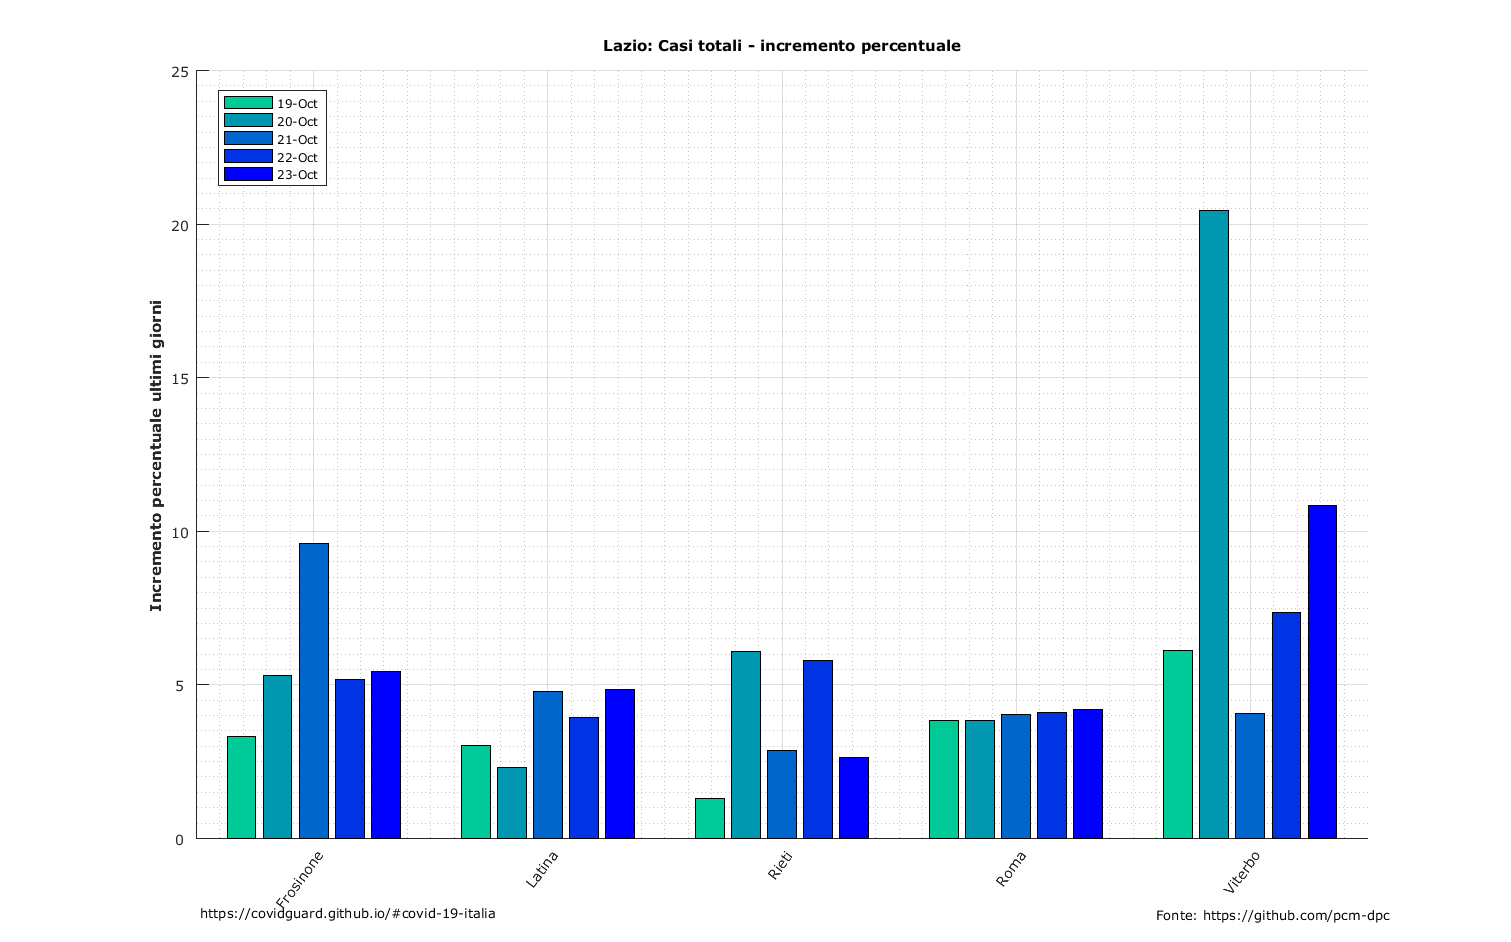 Lazio: Casi totali - incremento percentuale
25
20
15
10
5
0
Incremento percentuale ultimi giorni
19-Oct
20-Oct
21-Oct
22-Oct
23-Oct
Frosinone
Latina
Rieti
Roma
Viterbo
https://covidguard.github.io/#covid-19-italia
Fonte: https://github.com/pcm-dpc